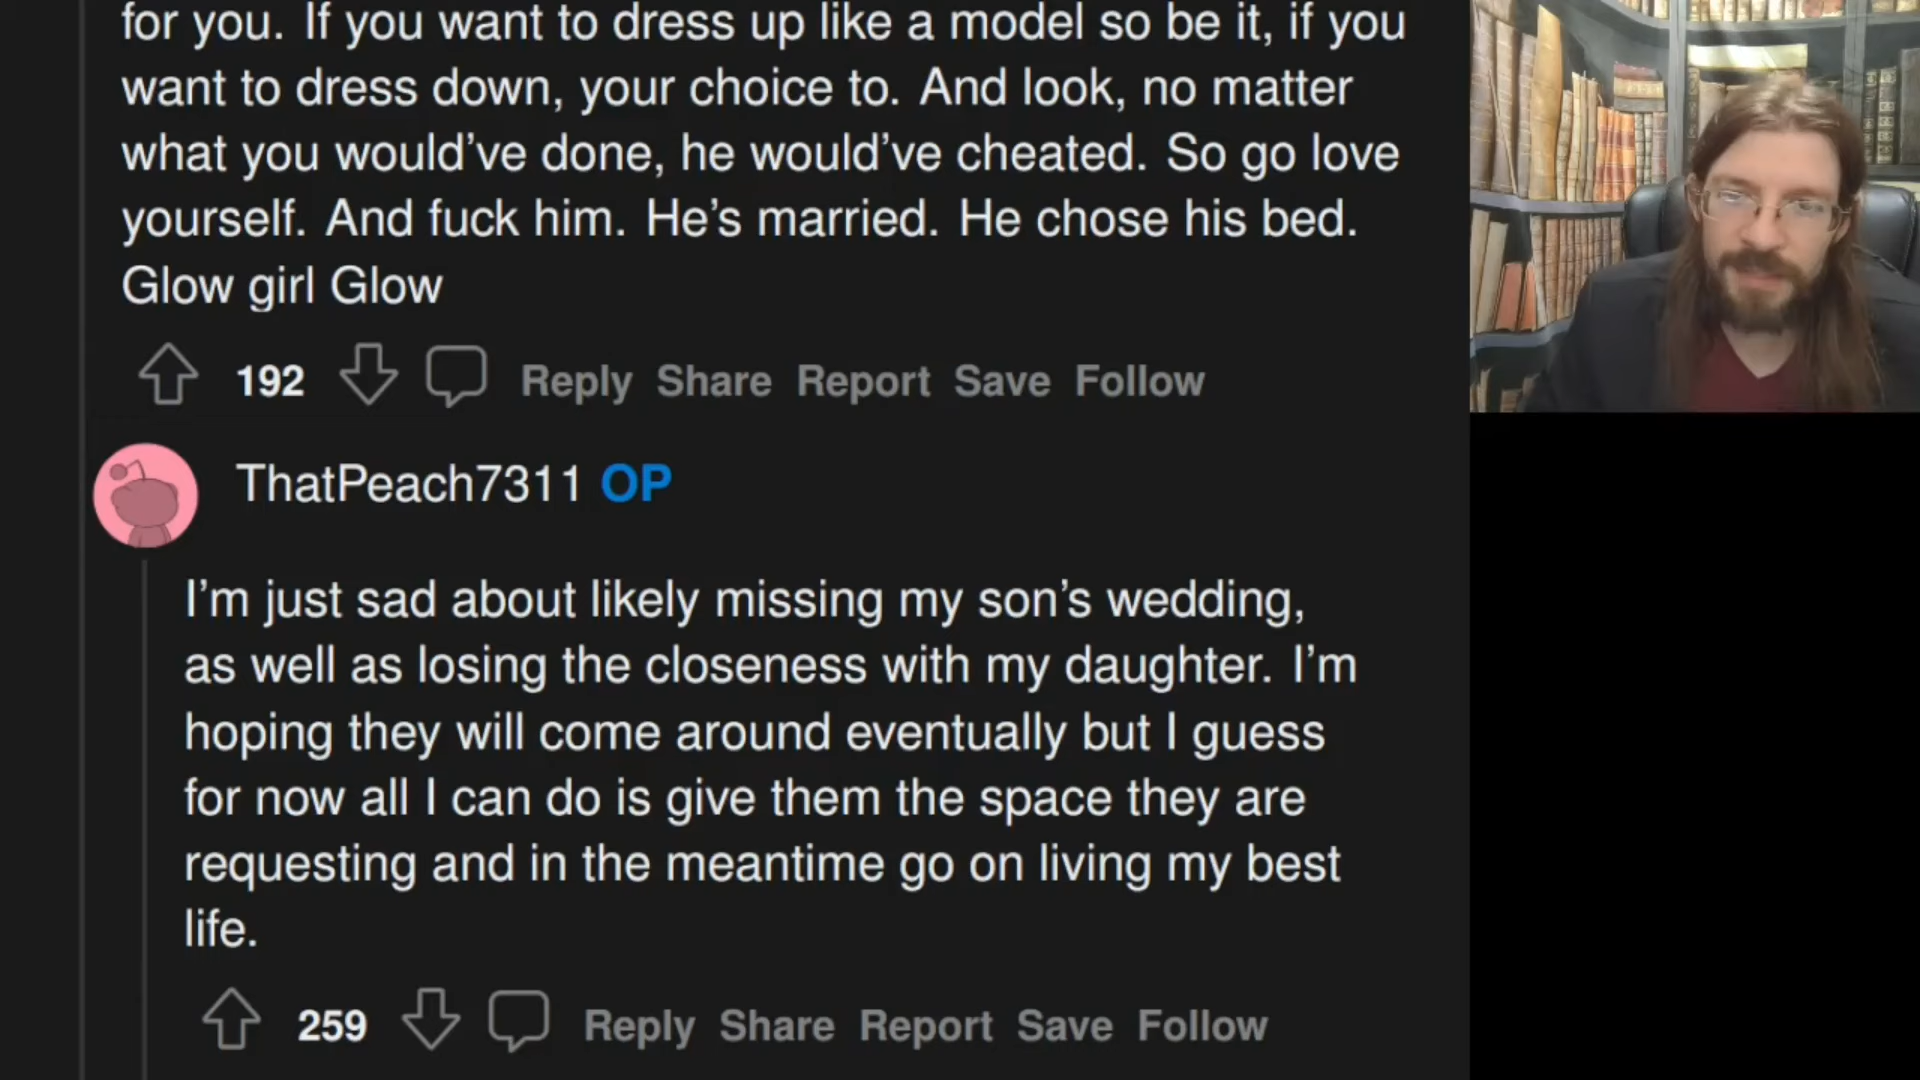 for you. If you want to dress up like a model so be it, if you
want to dress down, your choice to. And look, no matter
what you would’ve done, he would’ve cheated. So go love
yourself. And fuck him. He’s married. He chose his bed.
Glow girl Glow
192 Reply Share Report Save Follow
ThatPeach7311 OP
I’m just sad about likely missing my son’s wedding,
as well as losing the closeness with my daughter. I’m
hoping they will come around eventually but I guess
for now all I can do is give them the space they are
requesting and in the meantime go on living my best
life.
259 Reply Share Report Save Follow